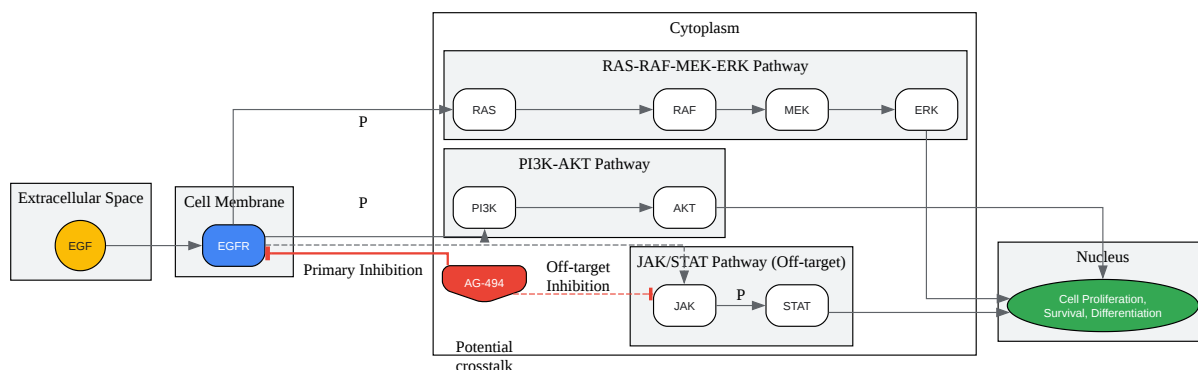 Cytoplasm
RAS-RAF-MEK-ERK Pathway
RAS
RAF
MEK
ERK
P
PI3K-AKT Pathway
PI3K
AKT
P
Extracellular Space
EGF
Cell Membrane
EGFR
Primary Inhibition
AG-494
Off-target
Inhibition
JAK/STAT Pathway (Off-target)
JAK
P
STAT
Nucleus
Cell Proliferation,
Survival, Differentiation
Potential
crosstalk